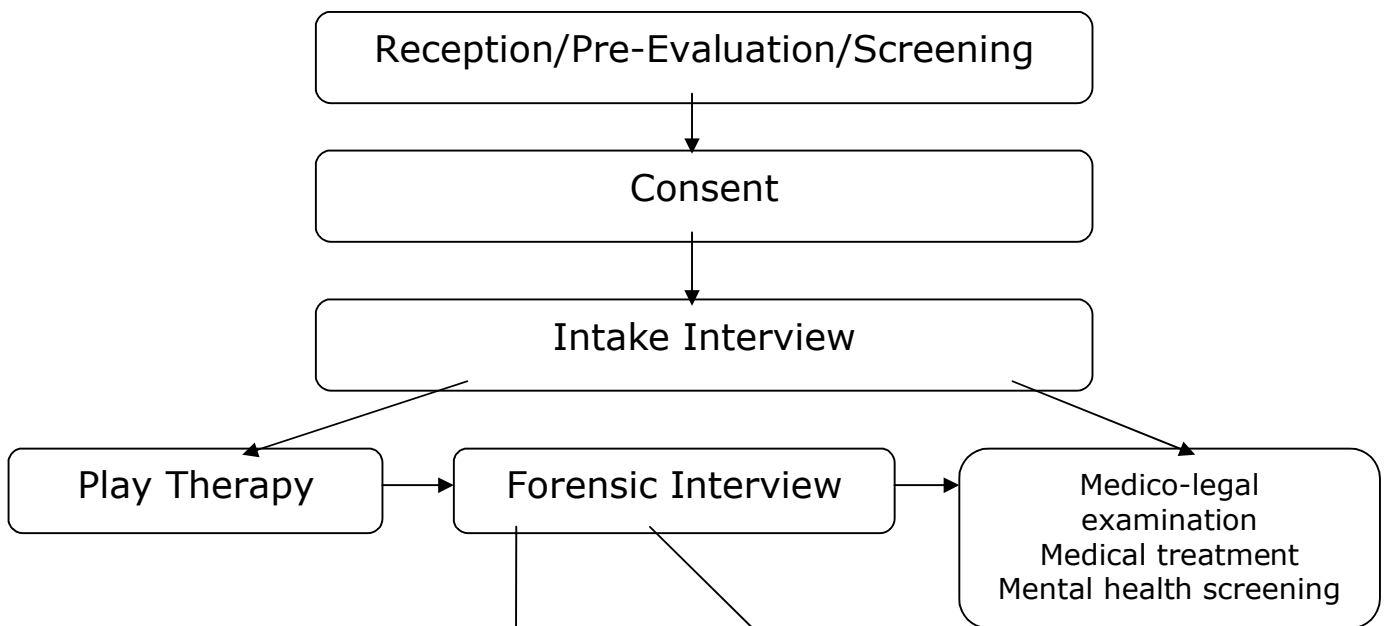 Reception/Pre-Evaluation/Screening
Consent
Intake Interview
Play Therapy
Forensic Interview
Medico-legal
examination
Medical treatment
Mental health screening